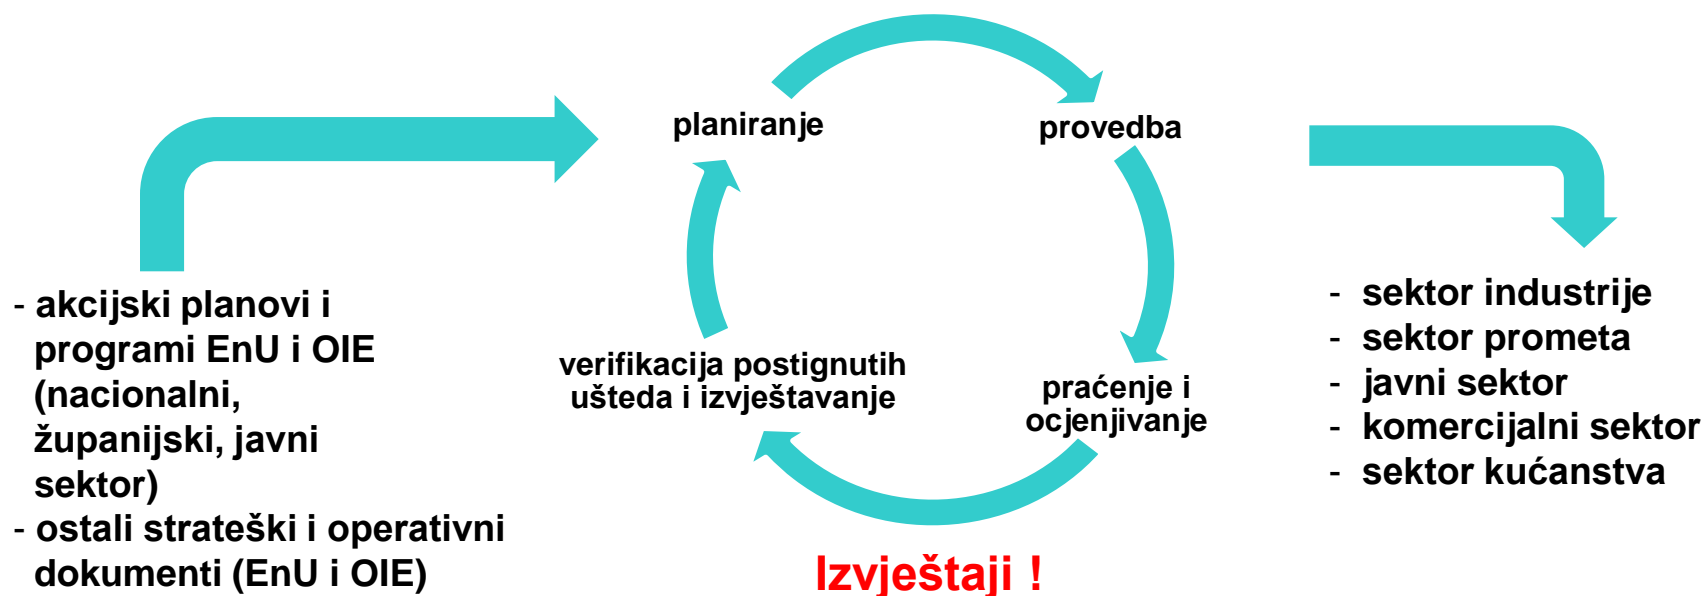 planiranje
provedba
- akcijski planovi i
programi EnU i OIE
(nacionalni,
županijski, javni
sektor)
- ostali strateški i operativni
dokumenti (EnU i OIE)
verifikacija postignutih
ušteda i izvještavanje
praćenje i
ocjenjivanje
Izvještaji !
- sektor industrije
- sektor prometa
- javni sektor
- komercijalni sektor
- sektor kućanstva